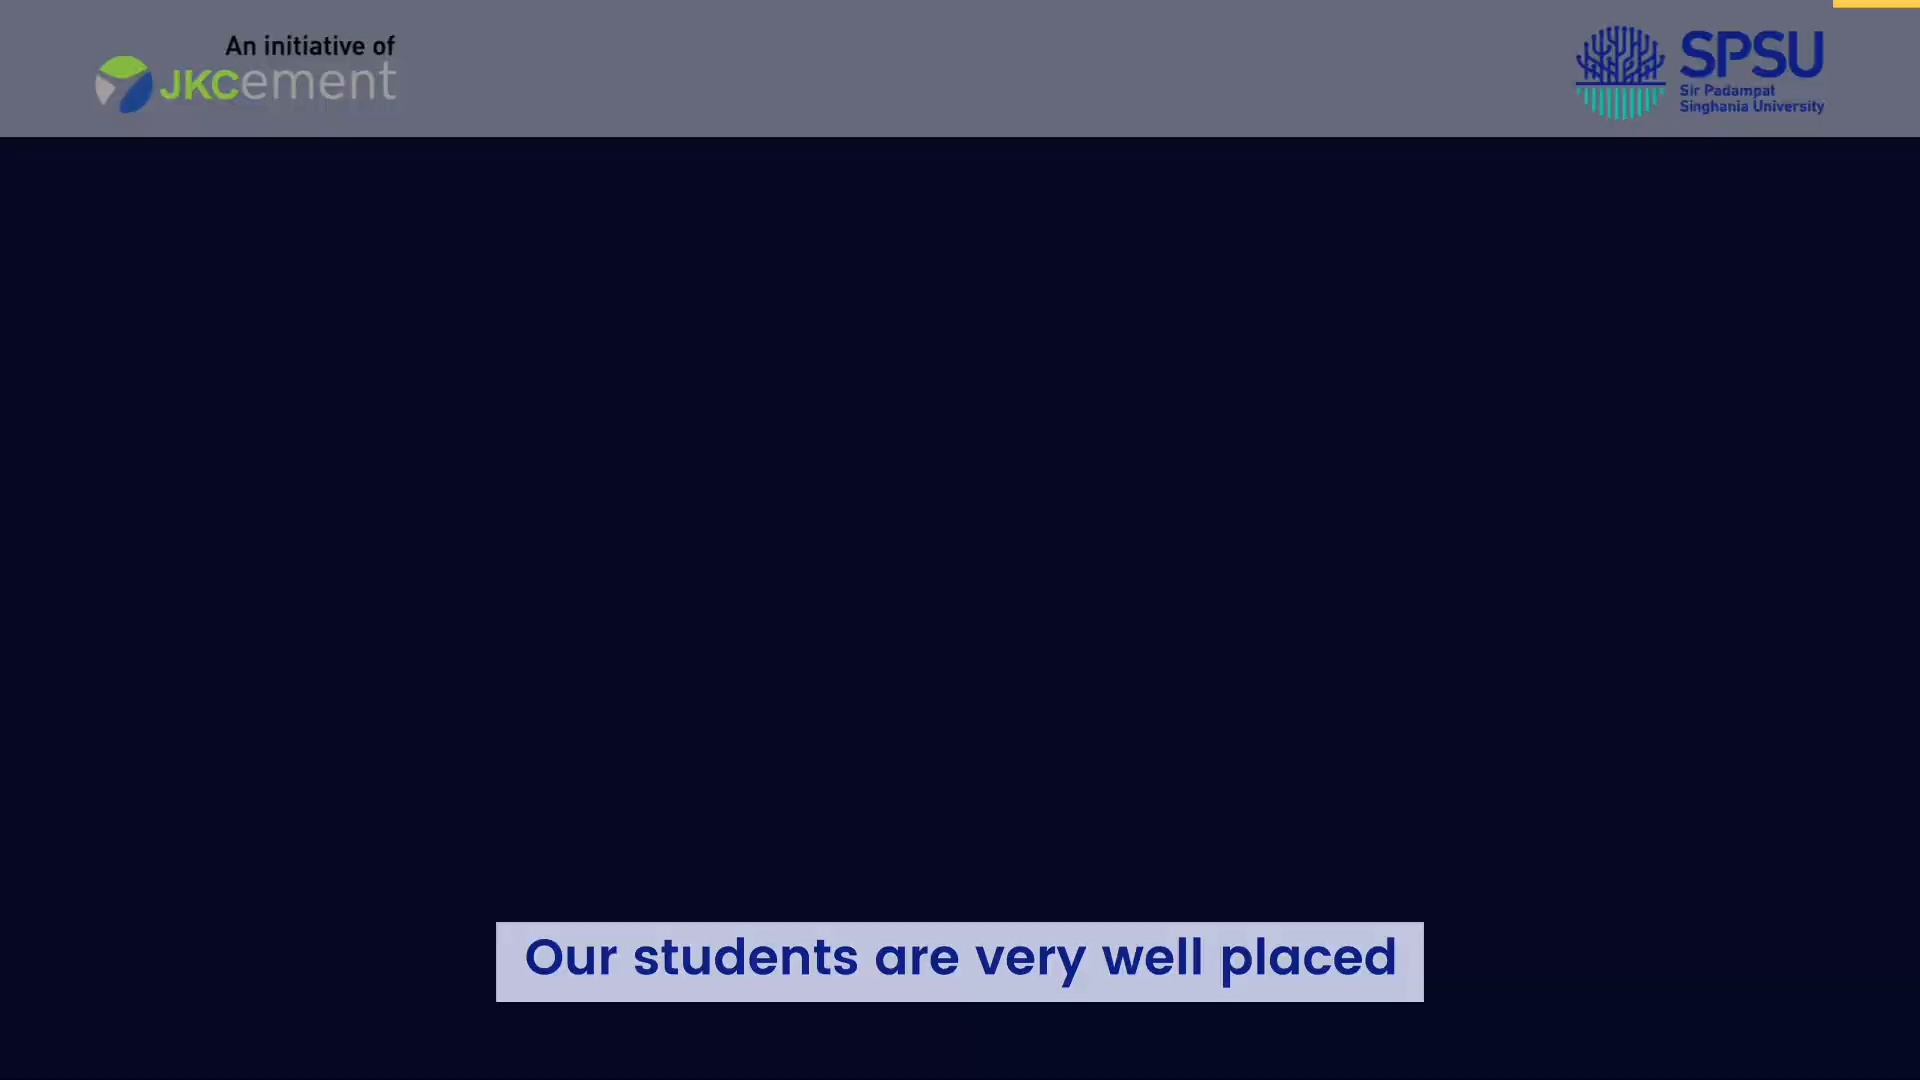 An initiative of
JKCement
SPSU
Sir Padampat
Singhania University
Our students are very well placed